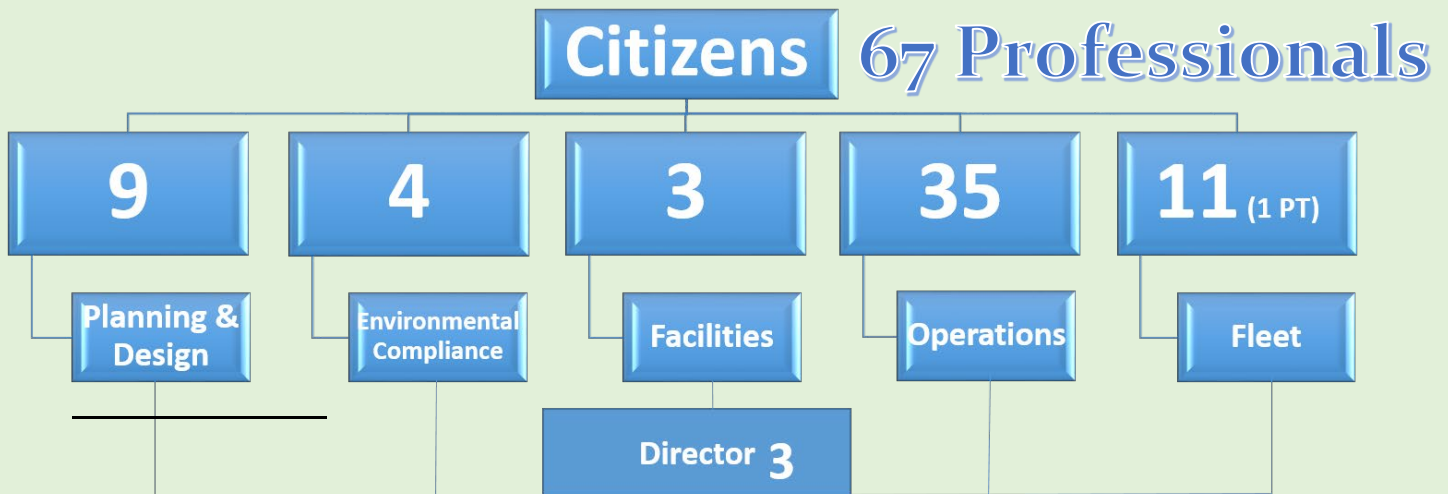 Citizens
67 Professionals
9
4
3
35
11 (1 PT)
Planning &
Design
Environmental
Compliance
Facilities
Operations
Fleet
Director 3